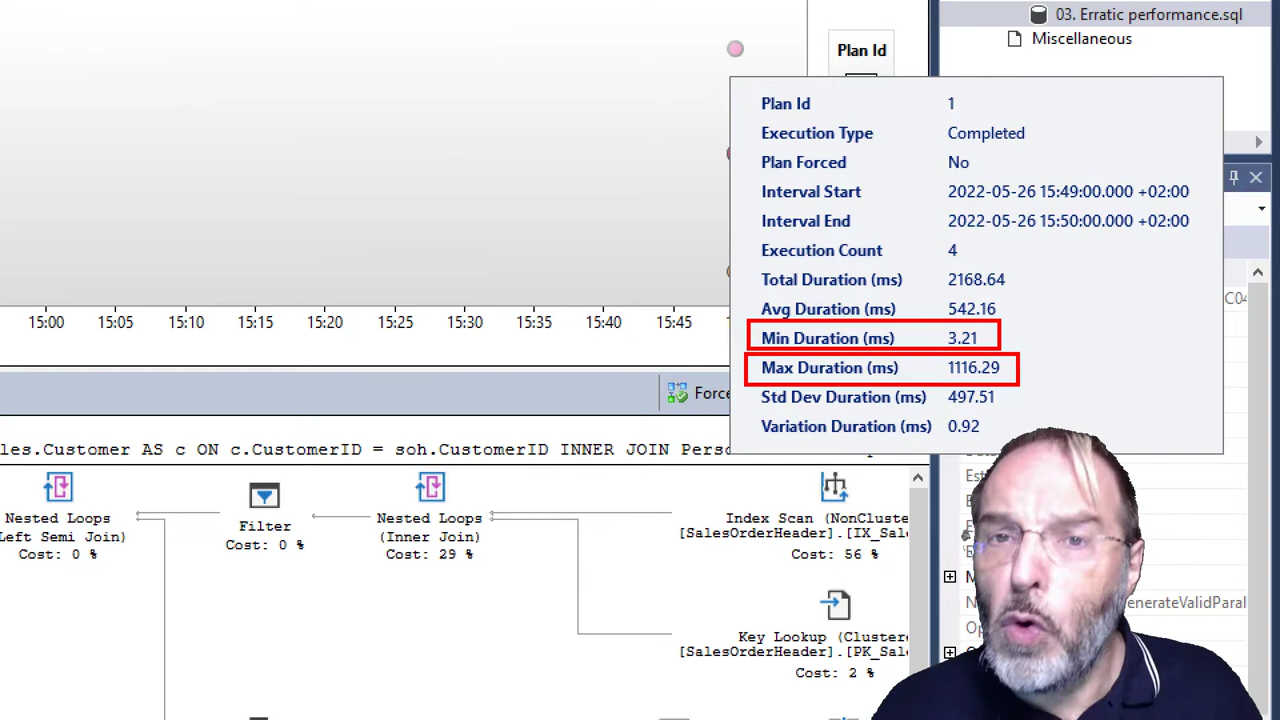 03. Erratic performance.sql
Miscellaneous
Plan Id
Plan Id 1
Execution Type Completed
Plan Forced No
Interval Start 2022-05-26 15:49:00.000 +02:00
Interval End 2022-05-26 15:50:00.000 +02:00
Execution Count 4
Total Duration (ms) 2168.64
Avg Duration (ms) 542.16
Min Duration (ms) 3.21
Max Duration (ms) 1116.29
Std Dev Duration (ms) 497.51
Variation Duration (ms) 0.92
C04
15:00 15:05 15:10 15:15 15:20 15:25 15:30 15:35 15:40 15:45
Force
les.Customer AS c ON c.CustomerID = soh.CustomerID INNER JOIN Perso
Nested Loops
Left Semi Join)
Cost: 0 %
Filter
Cost: 0 %
Nested Loops
(Inner Join)
Cost: 29 %
Index Scan (NonCluste
[SalesOrderHeader].[IX_Sal
Cost: 56 %
Key Lookup (Clustere
[SalesOrderHeader].[PK_Sal
Cost: 2 %
enerateValidParal